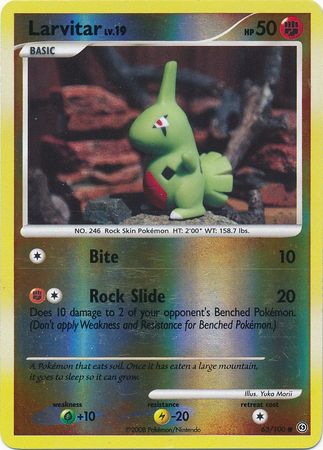 Larvitar LV.19 HP 50
BASIC
NO. 246 Rock Skin Pokémon HT: 2'00" WT: 158.7 lbs.
Bite 10
Rock Slide 20
Does 10 damage to 2 of your opponent's Benched Pokémon.
(Don't apply Weakness and Resistance for Benched Pokémon.)
A Pokémon that eats soil. Once it has eaten a large mountain,
it goes to sleep so it can grow.
Illus. Yuka Morii
weakness resistance retreat cost
+10 -20
©2008 Pokémon/Nintendo 63/100